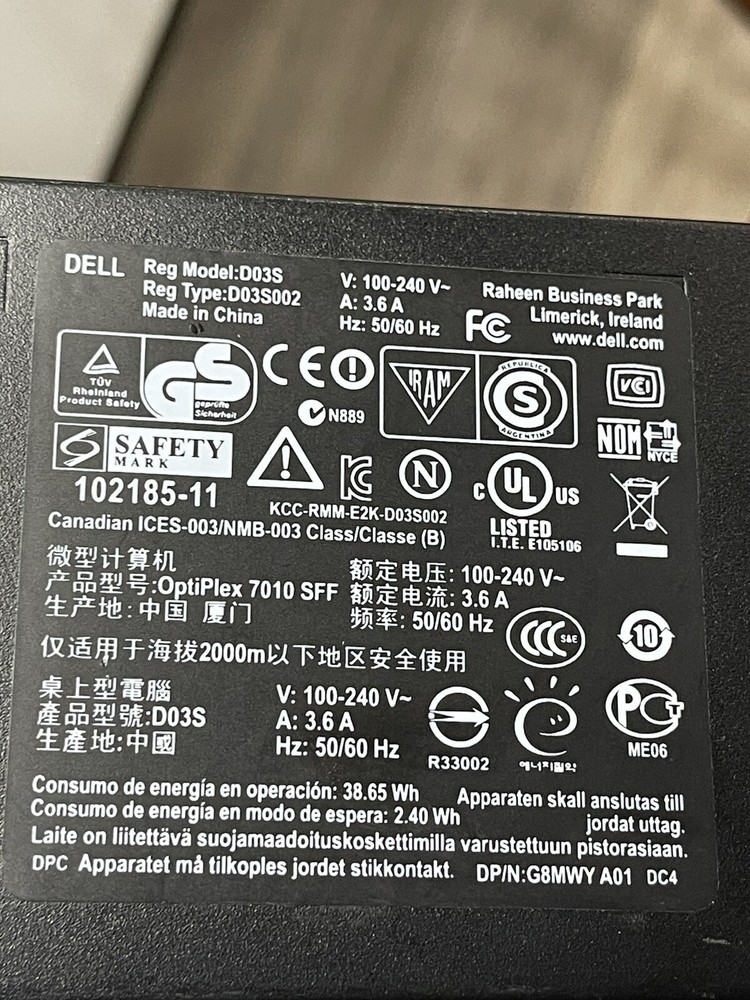 DELL
Reg Model:D03S
Reg Type:D03S002
Made in China
V: 100-240 V~
A: 3.6 A
Hz: 50/60 Hz
FC
Raheen Business Park
Limerick, Ireland
www.dell.com
TÜV
Rheinland
Product Safety
GS
geprüfte
Sicherheit
CE
N889
IRAM
REPUBLICA
S
ARGENTINA
VCI
NOM
NYCE
SAFETY
MARK
102185-11
KCC-RMM-E2K-D03S002
N
c UL US
LISTED
I.T.E. E105106
Canadian ICES-003/NMB-003 Class/Classe (B)
微型计算机
产品型号:OptiPlex 7010 SFF
生产地: 中国 厦门
额定电压: 100-240 V~
额定电流: 3.6 A
频率: 50/60 Hz
CCC S&E
10
仅适用于海拔2000m以下地区安全使用
桌上型電腦
產品型號:D03S
生產地:中國
V: 100-240 V~
A: 3.6 A
Hz: 50/60 Hz
R33002
에너지절약
PCT
ME06
Consumo de energía en operación: 38.65 Wh
Consumo de energía en modo de espera: 2.40 Wh
Apparaten skall anslutas till
jordat uttag.
Laite on liitettävä suojamaadoituskoskettimilla varustettuun pistorasiaan.
DPC Apparatet må tilkoples jordet stikkontakt. DP/N:G8MWY A01 DC4